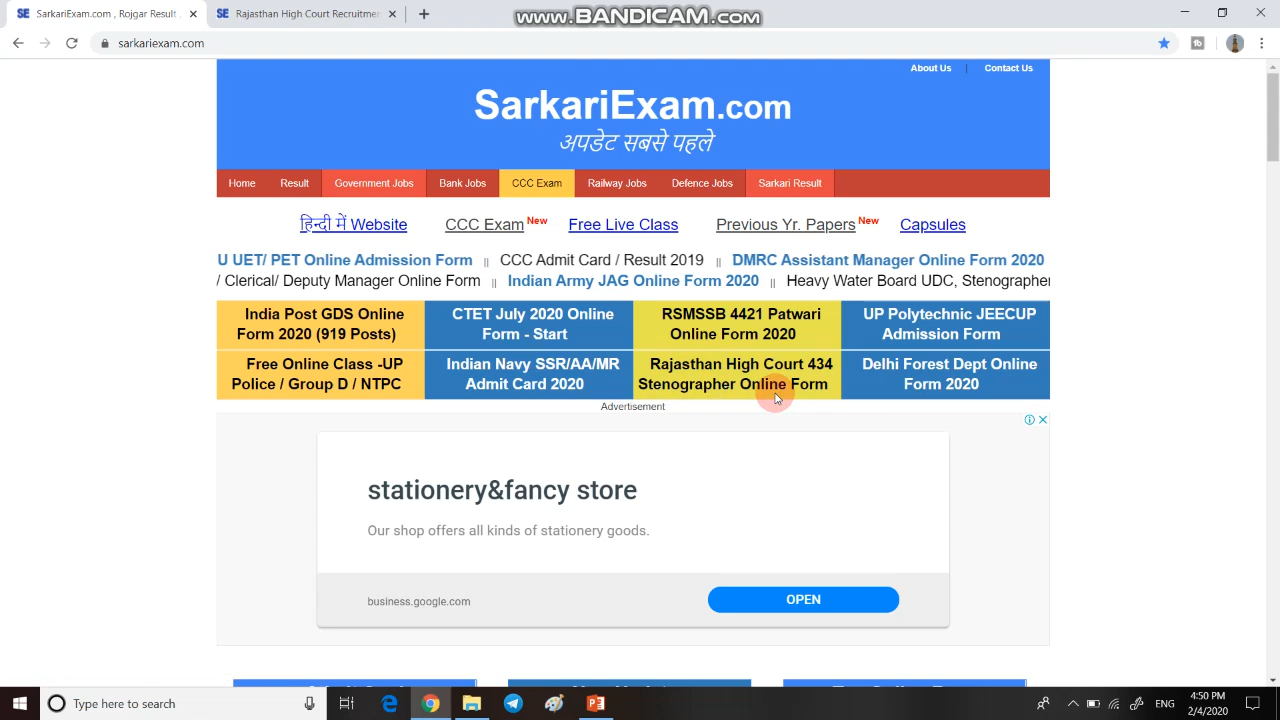 SarkariExam.com , Rojgar Result
Rajasthan High Court Recruitmen
www.BANDICAM.com
sarkariexam.com
About Us | Contact Us
SarkariExam.com
अपडेट सबसे पहले
Home Result Government Jobs Bank Jobs CCC Exam Railway Jobs Defence Jobs Sarkari Result
हिन्दी में Website CCC Exam New Free Live Class Previous Yr. Papers New Capsules
U UET/ PET Online Admission Form || CCC Admit Card / Result 2019 || DMRC Assistant Manager Online Form 2020
/ Clerical/ Deputy Manager Online Form || Indian Army JAG Online Form 2020 || Heavy Water Board UDC, Stenographer
India Post GDS Online
Form 2020 (919 Posts)
CTET July 2020 Online
Form - Start
RSMSSB 4421 Patwari
Online Form 2020
UP Polytechnic JEECUP
Admission Form
Free Online Class -UP
Police / Group D / NTPC
Indian Navy SSR/AA/MR
Admit Card 2020
Rajasthan High Court 434
Stenographer Online Form
Delhi Forest Dept Online
Form 2020
Advertisement
stationery&fancy store
Our shop offers all kinds of stationery goods.
business.google.com
OPEN
Type here to search
ENG
4:50 PM
2/4/2020